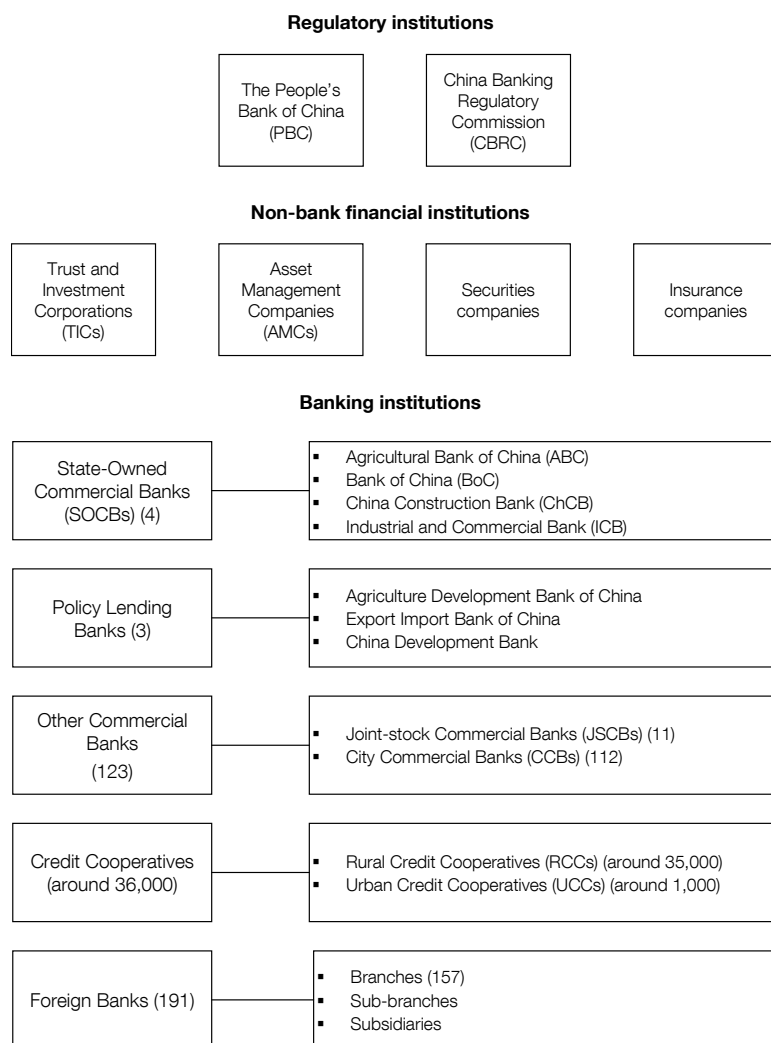 Regulatory institutions
The People's
Bank of China
(PBC)
China Banking
Regulatory
Commission
(CBRC)
Non-bank financial institutions
Trust and
Investment
Corporations
(TICs)
Asset
Management
Companies
(AMCs)
Securities
companies
Insurance
companies
Banking institutions
State-Owned
Commercial Banks
(SOCBs) (4)
▪ Agricultural Bank of China (ABC)
▪ Bank of China (BoC)
▪ China Construction Bank (ChCB)
▪ Industrial and Commercial Bank (ICB)
Policy Lending
Banks (3)
▪ Agriculture Development Bank of China
▪ Export Import Bank of China
▪ China Development Bank
Other Commercial
Banks
(123)
▪ Joint-stock Commercial Banks (JSCBs) (11)
▪ City Commercial Banks (CCBs) (112)
Credit Cooperatives
(around 36,000)
▪ Rural Credit Cooperatives (RCCs) (around 35,000)
▪ Urban Credit Cooperatives (UCCs) (around 1,000)
Foreign Banks (191)
▪ Branches (157)
▪ Sub-branches
▪ Subsidiaries